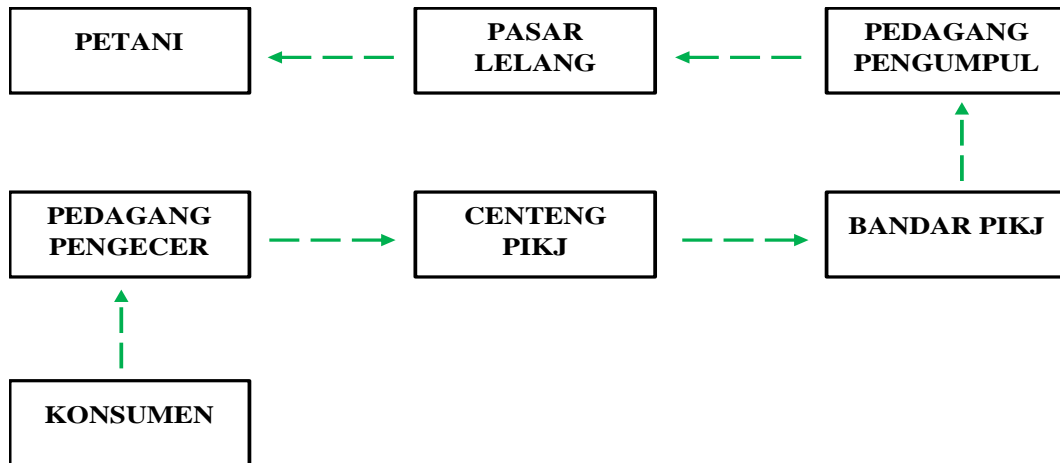 PETANI
PASAR
LELANG
PEDAGANG
PENGUMPUL
PEDAGANG
PENGECER
CENTENG
PIKJ
BANDAR PIKJ
KONSUMEN